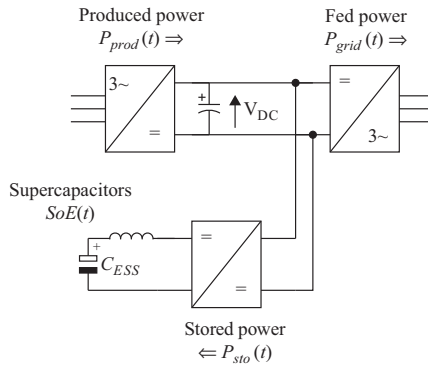 Produced power
P_prod(t) ⇒
Fed power
P_grid(t) ⇒
3~
=
+
V_DC
=
3~
Supercapacitors
SoE(t)
+
C_ESS
=
=
Stored power
⇐ P_sto(t)